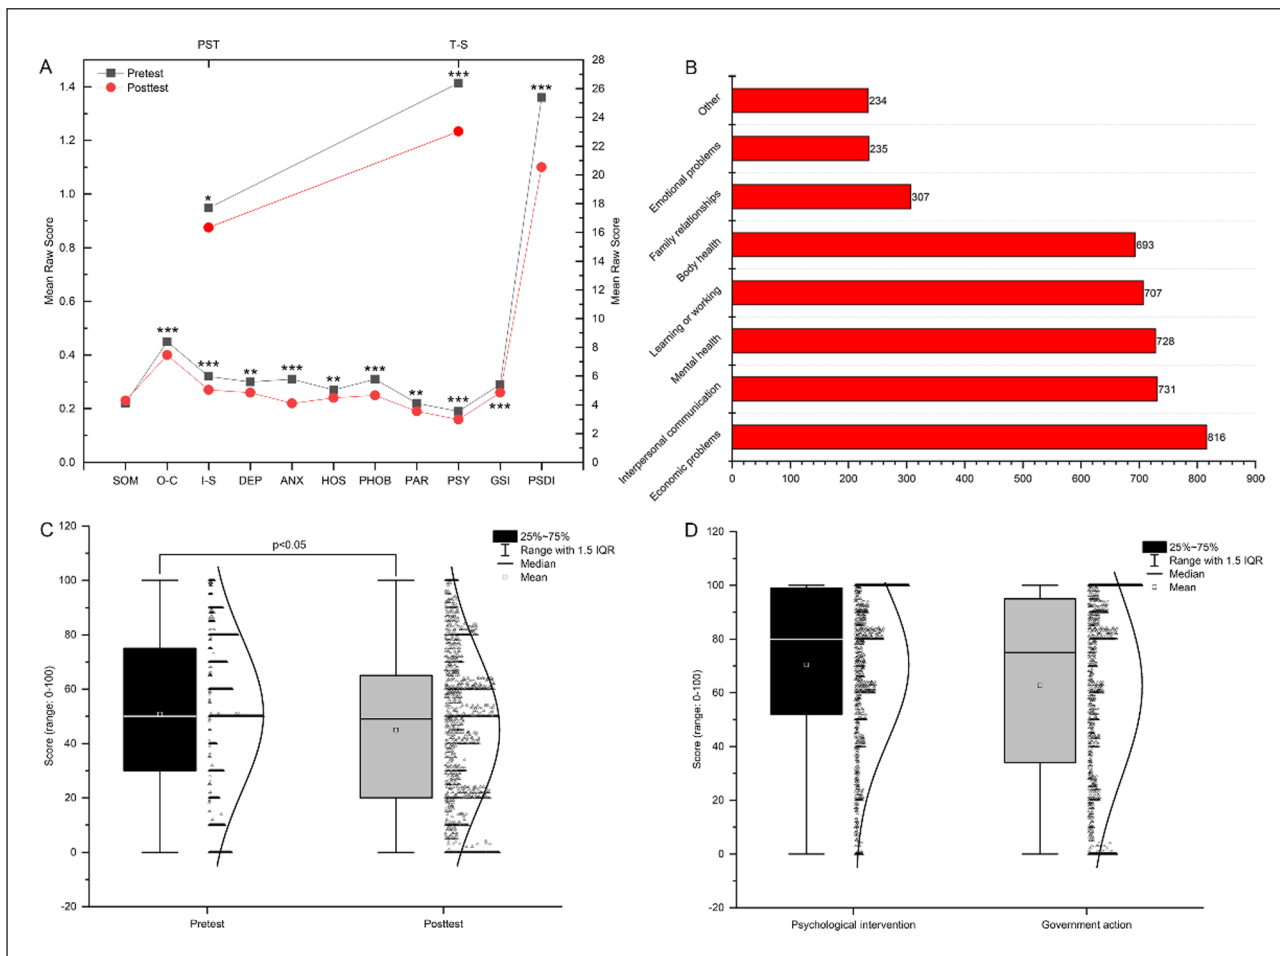 A
PST
T-S
Pretest
Posttest
1.4
1.2
1.0
0.8
0.6
0.4
0.2
0.0
Mean Raw Score
***
***
*
***
***
**
***
**
***
**
***
***
28
26
24
22
20
18
16
14
12
10
8
6
4
2
0
Mean Raw Score
SOM O-C I-S DEP ANX HOS PHOB PAR PSY GSI PSDI
B
Other
234
Emotional problems
235
Family relationships
307
Body health
693
Learning or working
707
Mental health
728
Interpersonal communication
731
Economic problems
816
0 100 200 300 400 500 600 700 800 900
C
120
100
80
60
40
20
0
-20
Score (range: 0-100)
p<0.05
25%~75%
Range with 1.5 IQR
Median
Mean
Pretest Posttest
D
120
100
80
60
40
20
0
-20
Score (range: 0-100)
25%~75%
Range with 1.5 IQR
Median
Mean
Psychological intervention Government action